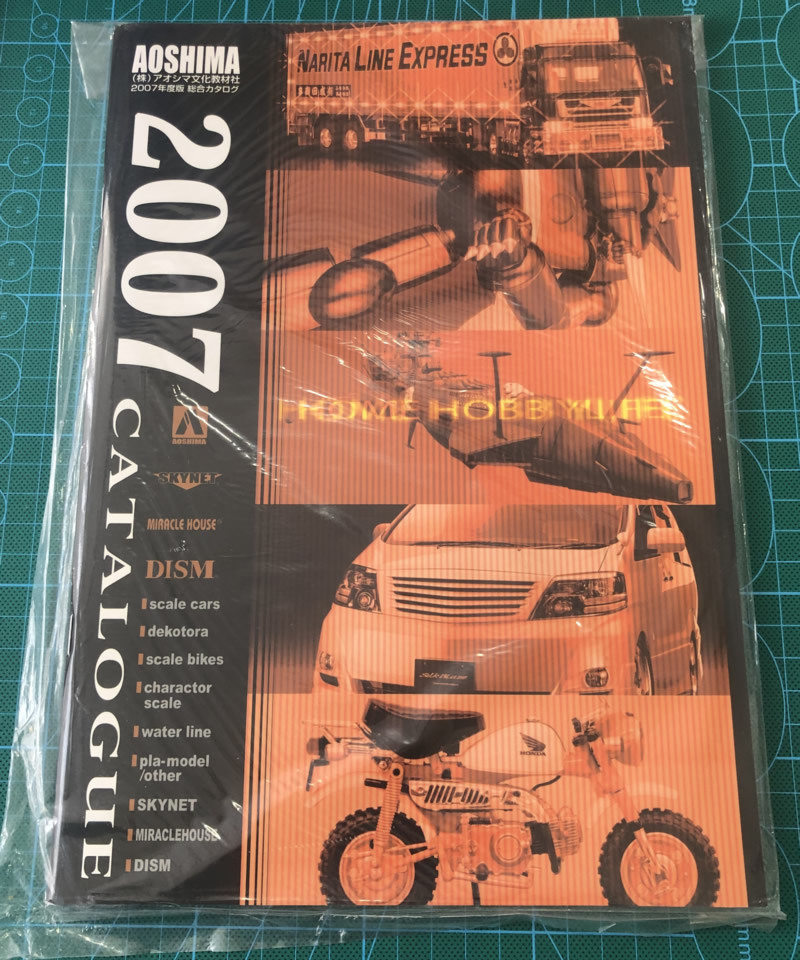 AOSHIMA
(株)アオシマ文化教材社
2007年度版 総合カタログ
2007
CATALOGUE
AOSHIMA
SKYNET
MIRACLE HOUSE
DISM
scale cars
dekotora
scale bikes
charactor
scale
water line
pla-model
/other
SKYNET
MIRACLEHOUSE
DISM
NARITA LINE EXPRESS
HONDA